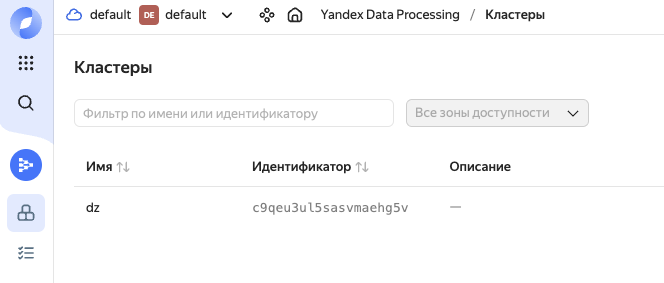 default DE default Yandex Data Processing / Кластеры
Кластеры
Фильтр по имени или идентификатору Все зоны доступности
Имя Идентификатор Описание
dz c9qeu3ul5sasvmaehg5v —